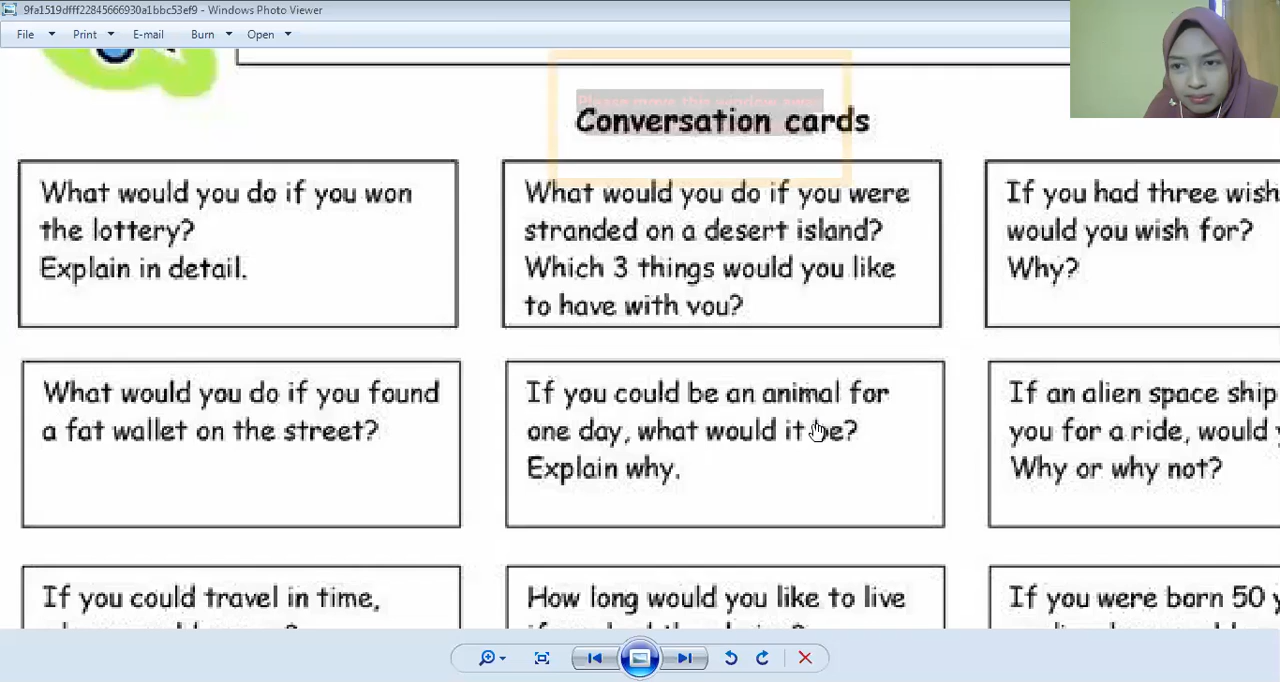 9fa1519dfff22845666930a1bbc53ef9 - Windows Photo Viewer
File Print E-mail Burn Open
Please move this window away
Conversation cards
What would you do if you won
the lottery?
Explain in detail.
What would you do if you were
stranded on a desert island?
Which 3 things would you like
to have with you?
If you had three wish
would you wish for?
Why?
What would you do if you found
a fat wallet on the street?
If you could be an animal for
one day, what would it be?
Explain why.
If an alien space ship
you for a ride, would y
Why or why not?
If you could travel in time,
How long would you like to live
If you were born 50 y